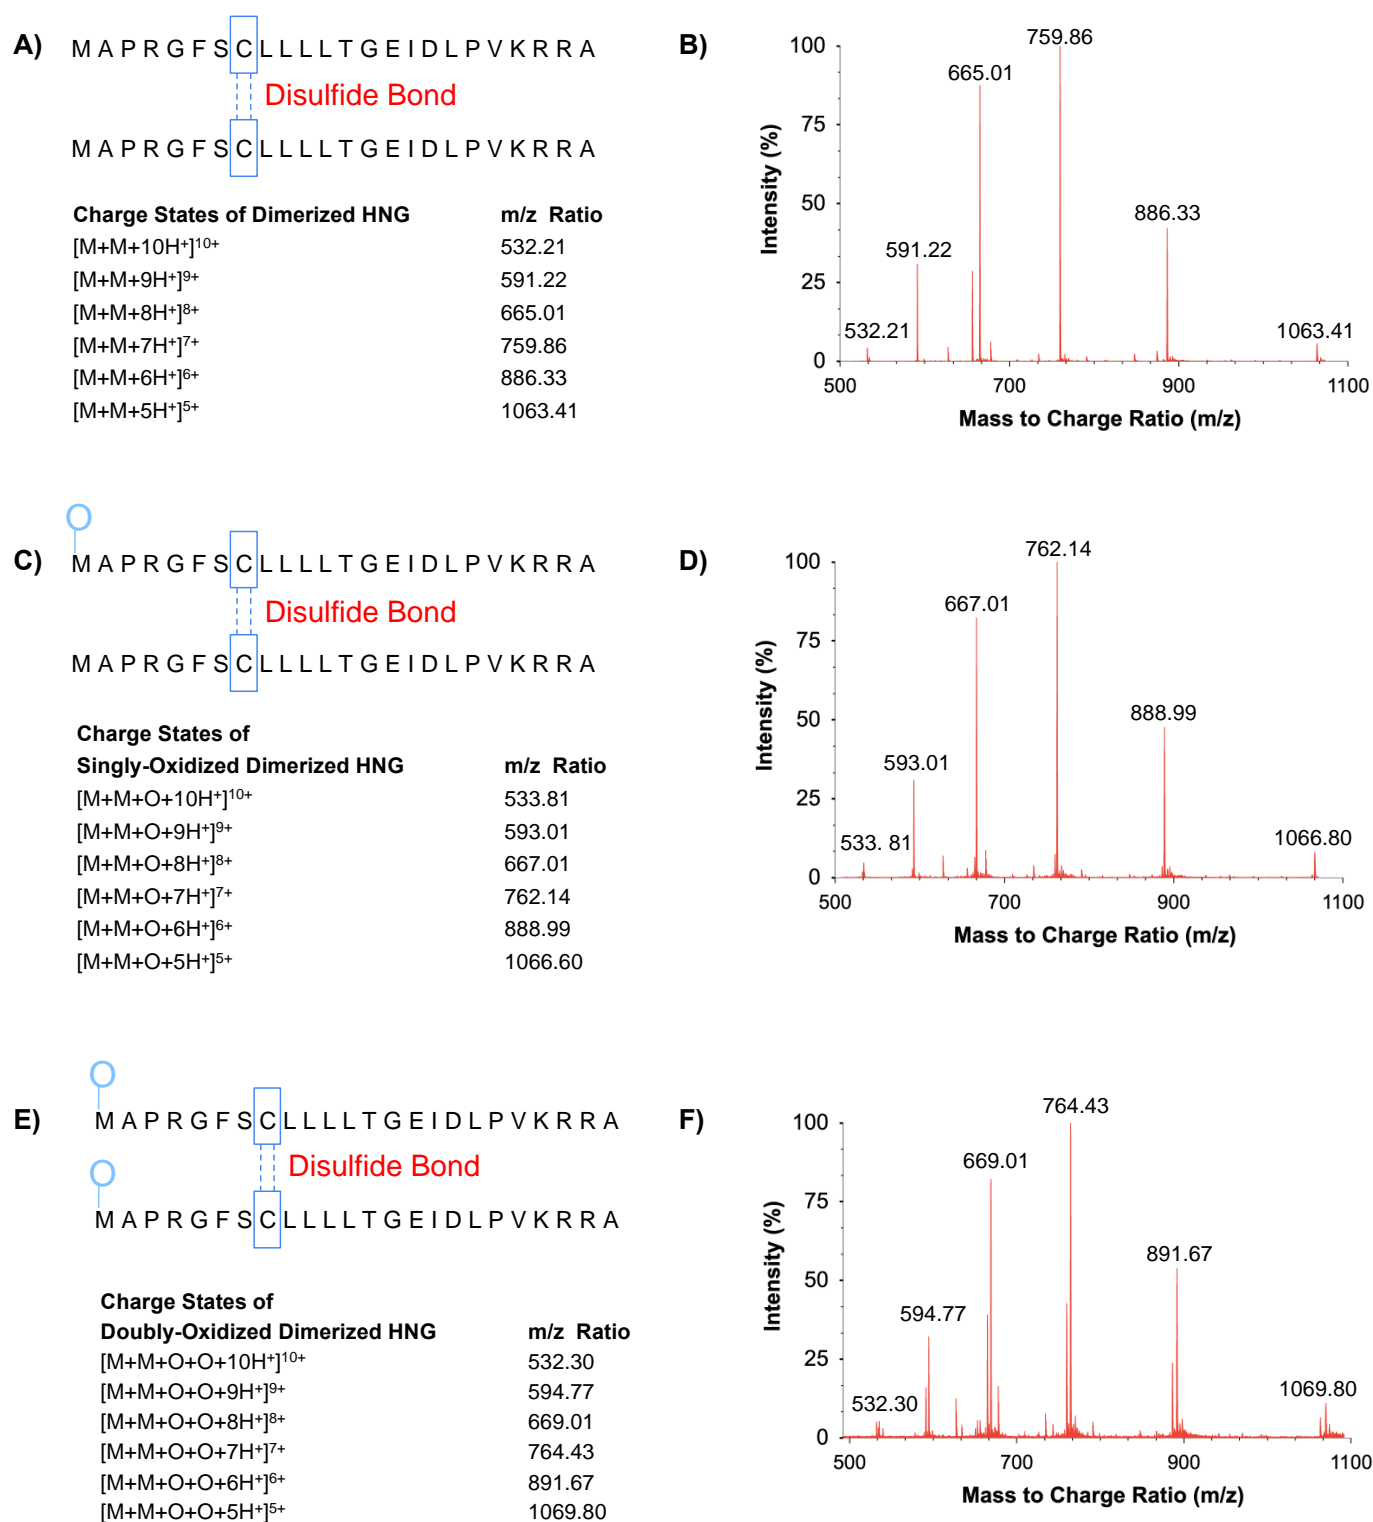 A) M A P R G F S C L L L L T G E I D L P V K R R A
Disulfide Bond
M A P R G F S C L L L L T G E I D L P V K R R A
Charge States of Dimerized HNG m/z Ratio
[M+M+10H⁺]¹⁰⁺ 532.21
[M+M+9H⁺]⁹⁺ 591.22
[M+M+8H⁺]⁸⁺ 665.01
[M+M+7H⁺]⁷⁺ 759.86
[M+M+6H⁺]⁶⁺ 886.33
[M+M+5H⁺]⁵⁺ 1063.41
B)
Intensity (%)
100
75
50
25
0
532.21
591.22
665.01
759.86
886.33
1063.41
500 700 900 1100
Mass to Charge Ratio (m/z)
O
C) M A P R G F S C L L L L T G E I D L P V K R R A
Disulfide Bond
M A P R G F S C L L L L T G E I D L P V K R R A
Charge States of
Singly-Oxidized Dimerized HNG m/z Ratio
[M+M+O+10H⁺]¹⁰⁺ 533.81
[M+M+O+9H⁺]⁹⁺ 593.01
[M+M+O+8H⁺]⁸⁺ 667.01
[M+M+O+7H⁺]⁷⁺ 762.14
[M+M+O+6H⁺]⁶⁺ 888.99
[M+M+O+5H⁺]⁵⁺ 1066.60
D)
Intensity (%)
100
75
50
25
0
533. 81
593.01
667.01
762.14
888.99
1066.80
500 700 900 1100
Mass to Charge Ratio (m/z)
O
E) M A P R G F S C L L L L T G E I D L P V K R R A
Disulfide Bond
O
M A P R G F S C L L L L T G E I D L P V K R R A
Charge States of
Doubly-Oxidized Dimerized HNG m/z Ratio
[M+M+O+O+10H⁺]¹⁰⁺ 532.30
[M+M+O+O+9H⁺]⁹⁺ 594.77
[M+M+O+O+8H⁺]⁸⁺ 669.01
[M+M+O+O+7H⁺]⁷⁺ 764.43
[M+M+O+O+6H⁺]⁶⁺ 891.67
[M+M+O+O+5H⁺]⁵⁺ 1069.80
F)
Intensity (%)
100
75
50
25
0
532.30
594.77
669.01
764.43
891.67
1069.80
500 700 900 1100
Mass to Charge Ratio (m/z)